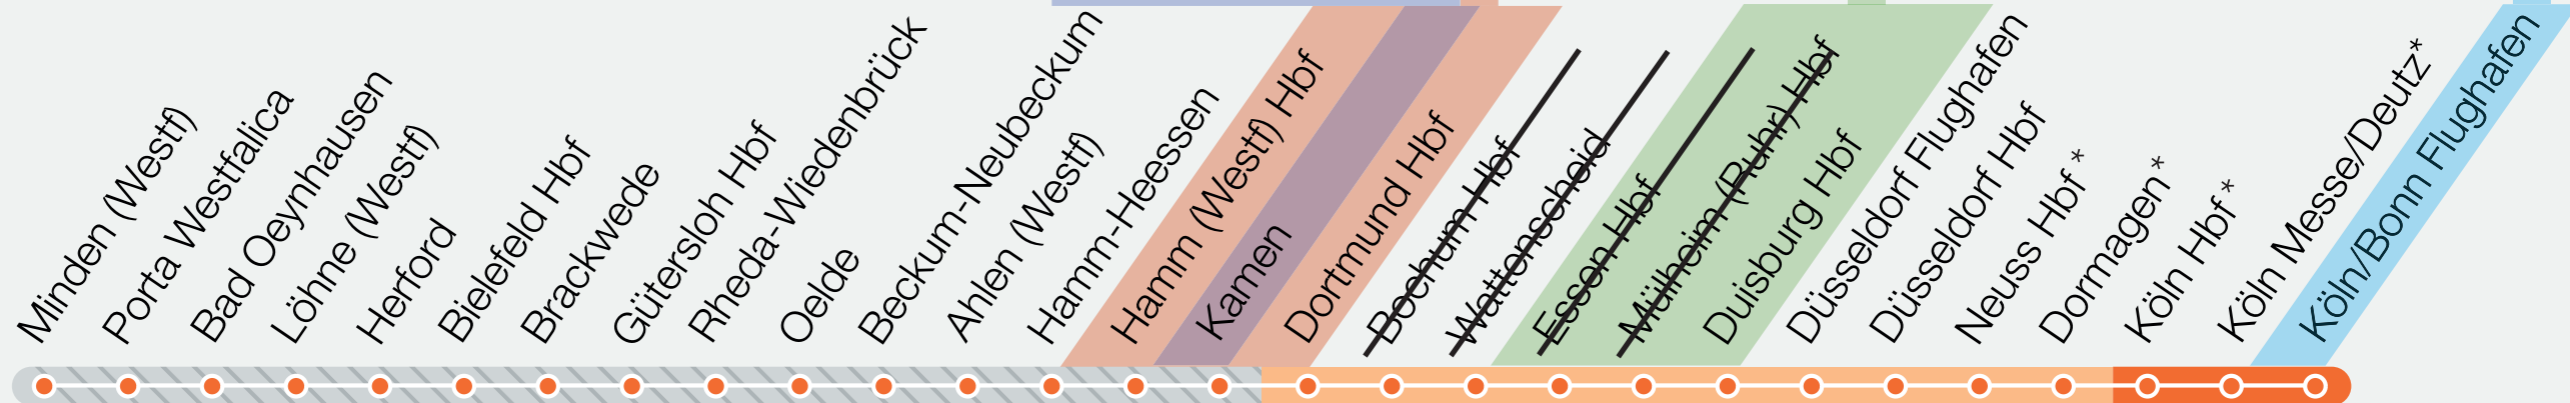 Minden (Westf)
Porta Westfalica
Bad Oeynhausen
Löhne (Westf)
Herford
Bielefeld Hbf
Brackwede
Gütersloh Hbf
Rheda-Wiedenbrück
Oelde
Beckum-Neubeckum
Ahlen (Westf)
Hamm-Heessen
Hamm (Westf) Hbf
Kamen
Dortmund Hbf
Bochum Hbf
Wattenscheid
Essen Hbf
Mülheim (Ruhr) Hbf
Duisburg Hbf
Düsseldorf Flughafen
Düsseldorf Hbf
Neuss Hbf *
Dormagen*
Köln Hbf *
Köln Messe/Deutz*
Köln/Bonn Flughafen